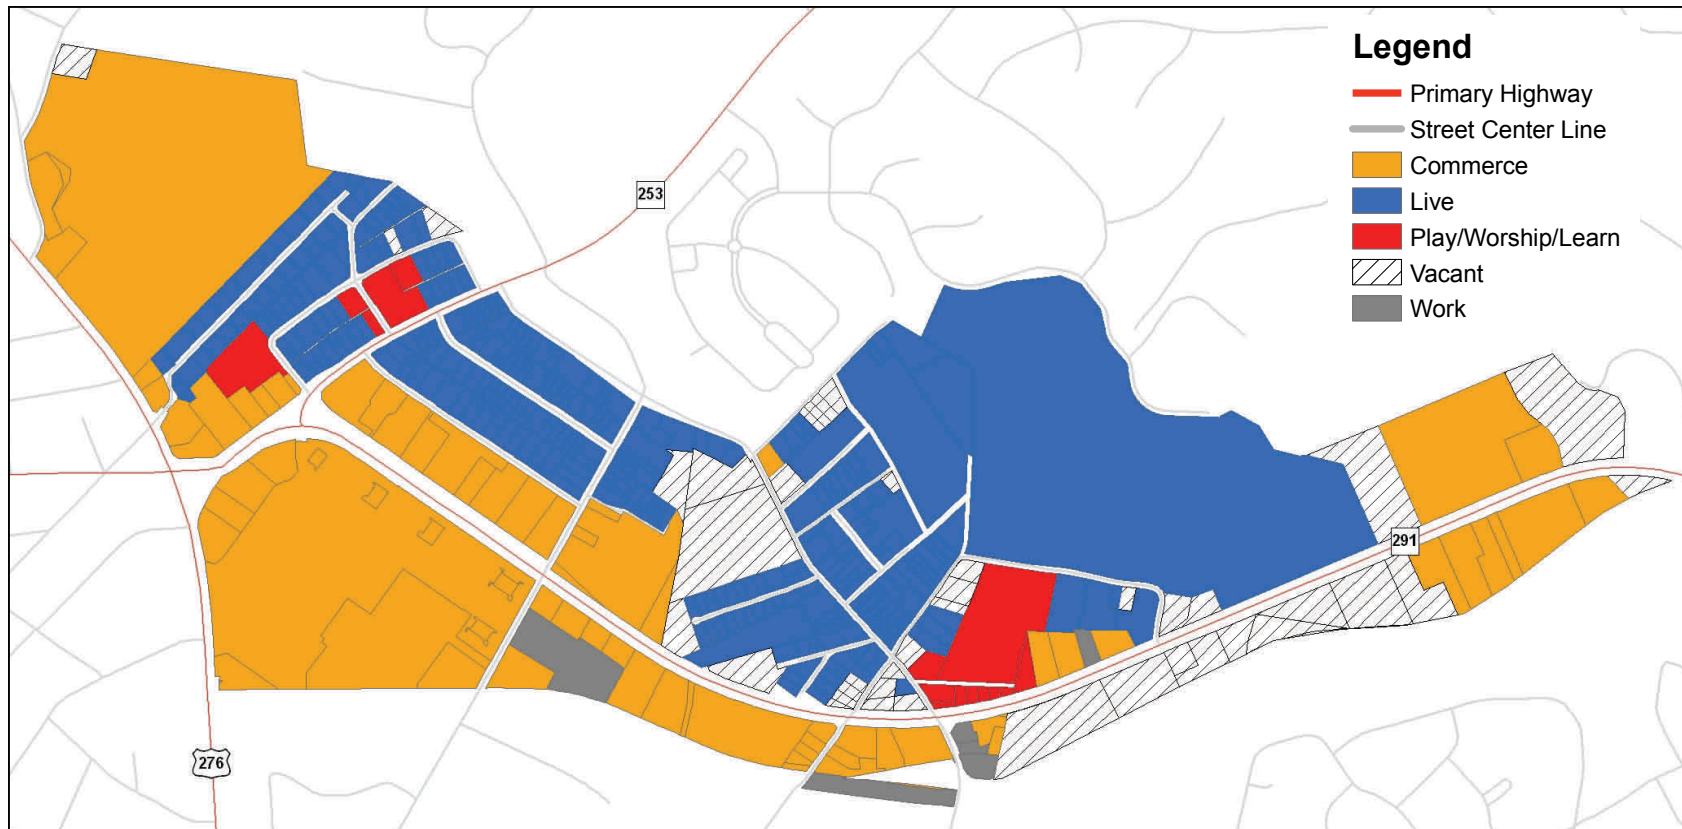 Legend
Primary Highway
Street Center Line
Commerce
Live
Play/Worship/Learn
Vacant
Work
253
291
276